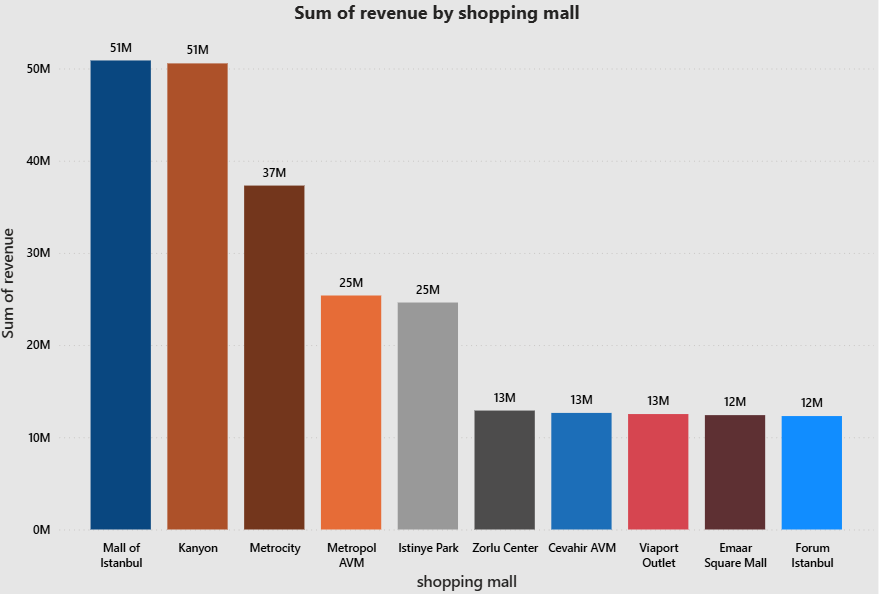 Sum of revenue by shopping mall
Sum of revenue
50M
40M
30M
20M
10M
0M
51M
51M
37M
25M
25M
13M
13M
13M
12M
12M
Mall of
Istanbul
Kanyon
Metrocity
Metropol
AVM
Istinye Park
Zorlu Center
Cevahir AVM
Viaport
Outlet
Emaar
Square Mall
Forum
Istanbul
shopping mall